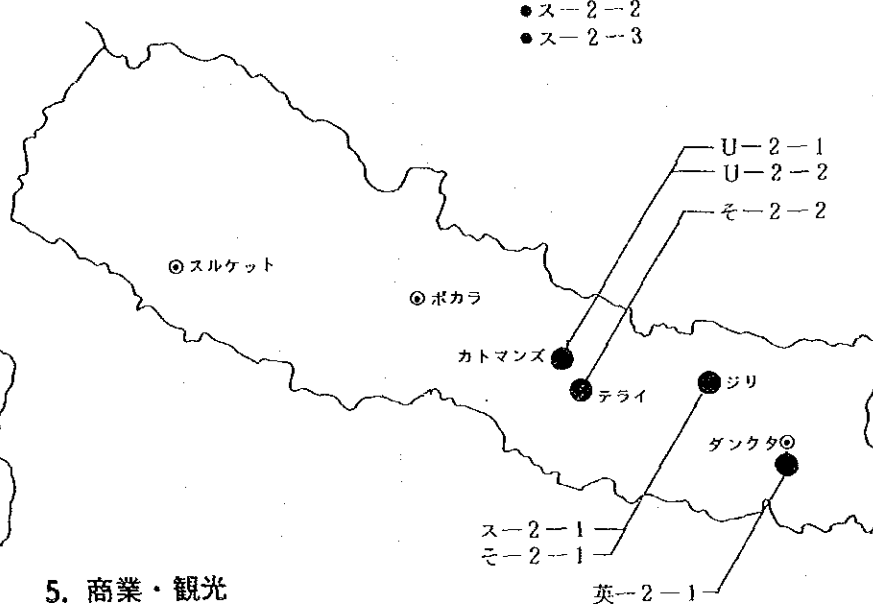 ●ス－2－2
●ス－2－3
U－2－1
U－2－2
そ－2－2
スルケット
ポカラ
カトマンズ
テライ
ジリ
ダンクタ
ス－2－1
そ－2－1
英－2－1
5. 商業・観光